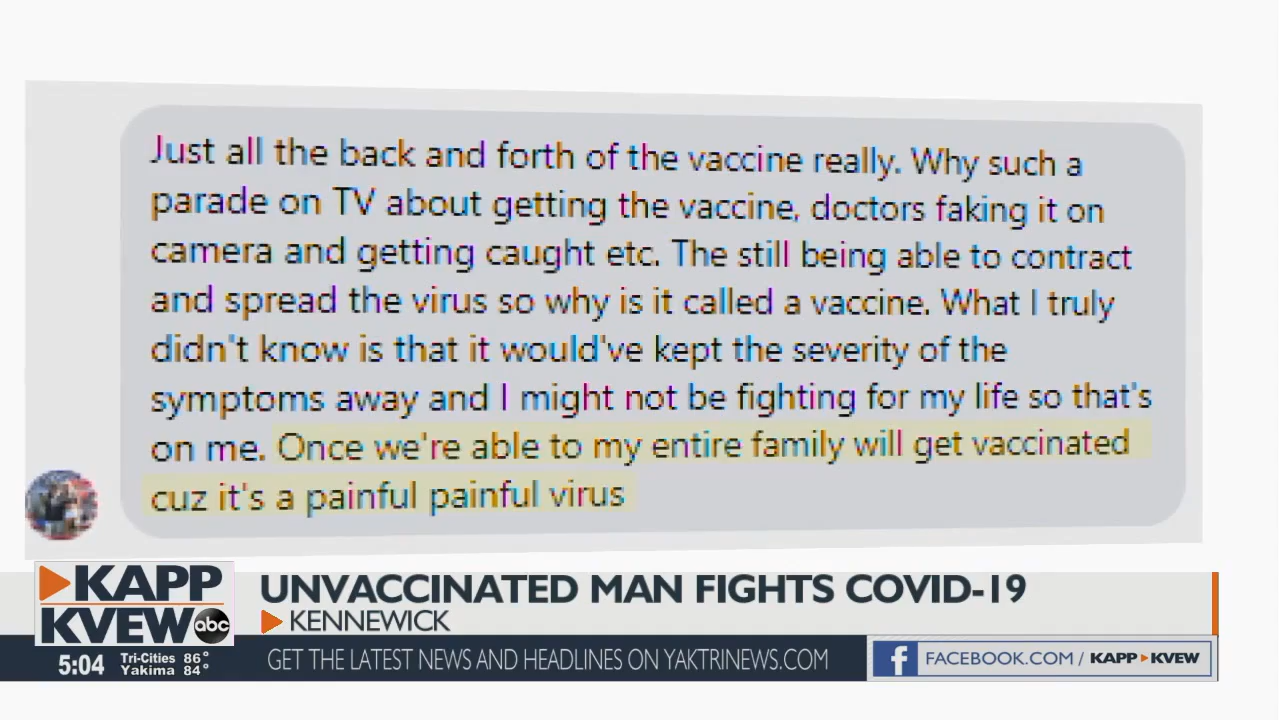 Just all the back and forth of the vaccine really. Why such a
parade on TV about getting the vaccine, doctors faking it on
camera and getting caught etc. The still being able to contract
and spread the virus so why is it called a vaccine. What I truly
didn't know is that it would've kept the severity of the
symptoms away and I might not be fighting for my life so that's
on me. Once we're able to my entire family will get vaccinated
cuz it's a painful painful virus
KAPP
KVEW abc
UNVACCINATED MAN FIGHTS COVID-19
KENNEWICK
5:04
Tri-Cities 86°
Yakima 84°
GET THE LATEST NEWS AND HEADLINES ON YAKTRINEWS.COM
f FACEBOOK.COM / KAPP KVEW